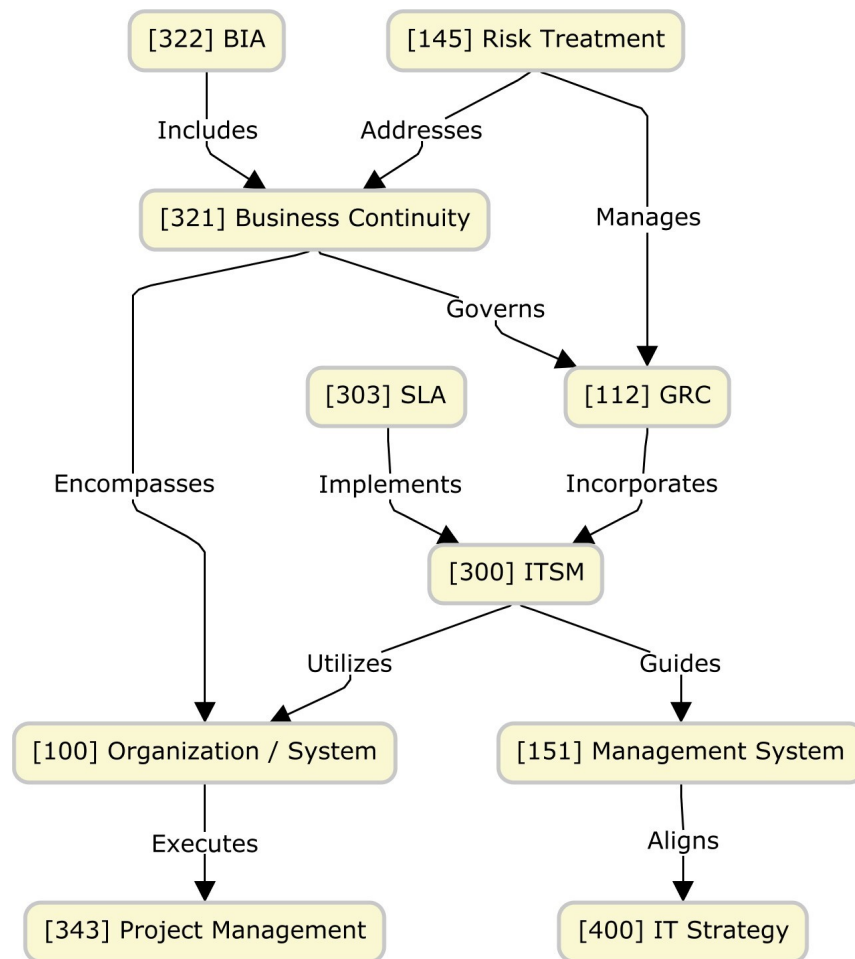 [322] BIA
[145] Risk Treatment
Includes
Addresses
[321] Business Continuity
Manages
Governs
[303] SLA
[112] GRC
Encompasses
Implements
Incorporates
[300] ITSM
Utilizes
Guides
[100] Organization / System
[151] Management System
Executes
Aligns
[343] Project Management
[400] IT Strategy